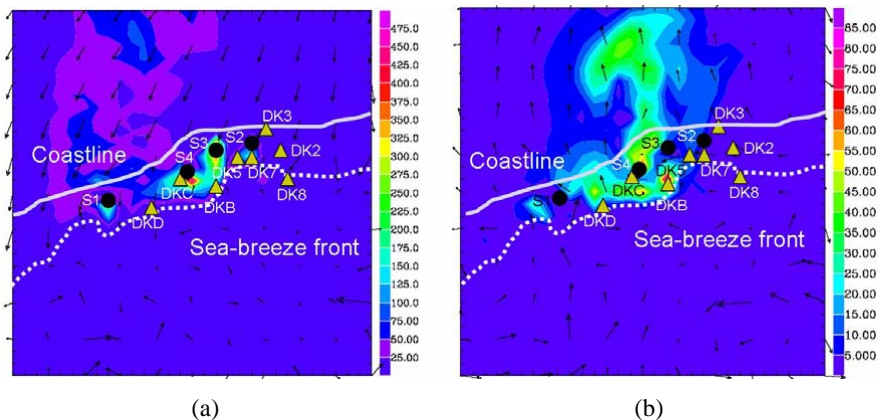 Coastline
Sea-breeze front
S1
S2
S3
S4
DK2
DK3
DK5
DK7
DK8
DKB
DKC
DKD
475.0
450.0
425.0
400.0
375.0
350.0
325.0
300.0
275.0
250.0
225.0
200.0
175.0
150.0
125.0
100.0
75.00
50.00
25.00
(a)
Coastline
Sea-breeze front
S2
S3
S4
DK2
DK3
DK5
DK7
DK8
DKB
DKC
DKD
85.00
80.00
75.00
70.00
65.00
60.00
55.00
50.00
45.00
40.00
35.00
30.00
25.00
20.00
15.00
10.00
5.000
(b)